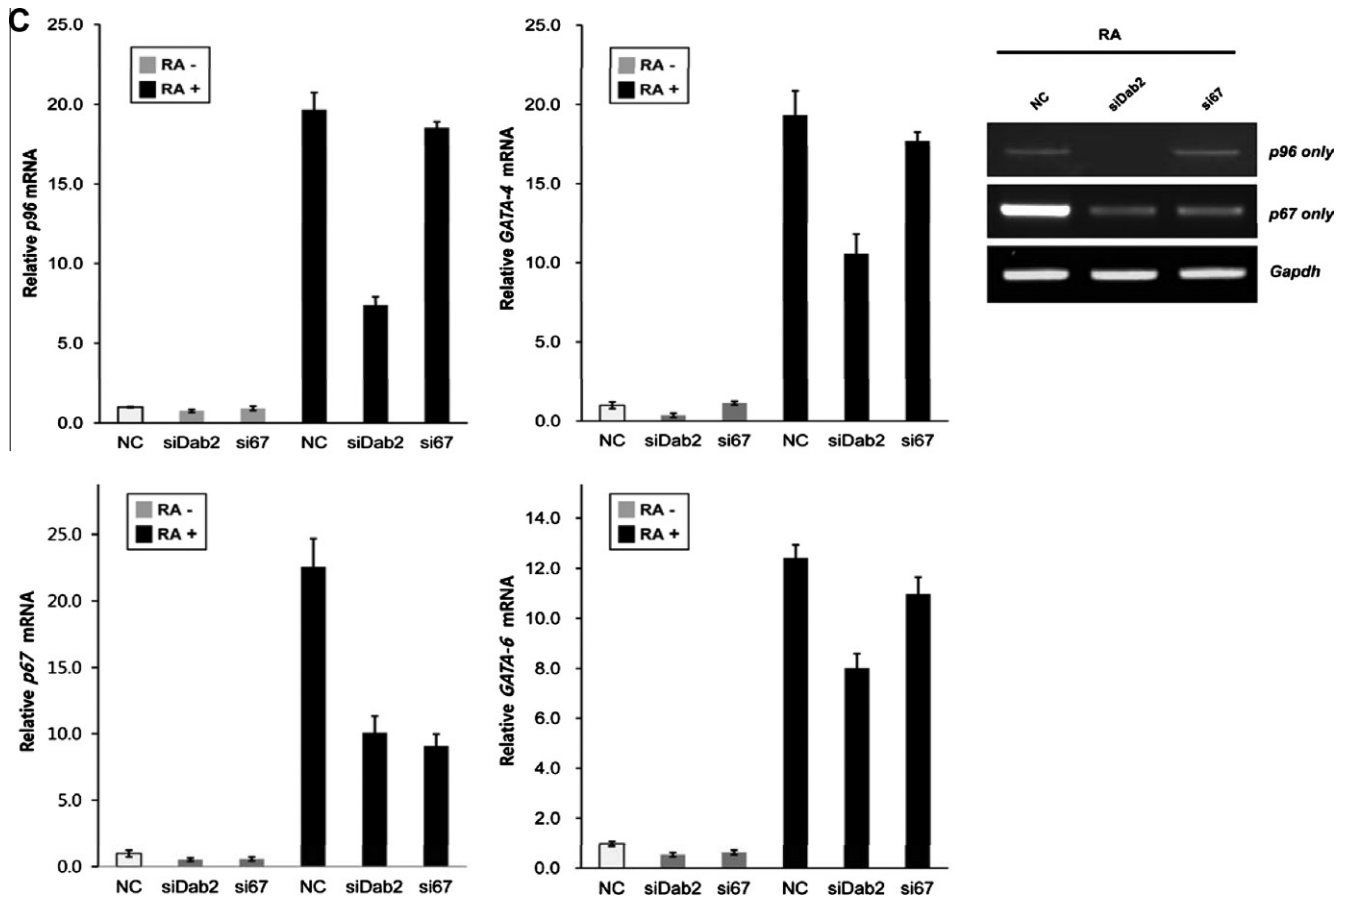 C
25.0
20.0
15.0
10.0
5.0
0.0
Relative p96 mRNA
RA -
RA +
NC siDab2 si67 NC siDab2 si67
25.0
20.0
15.0
10.0
5.0
0.0
Relative GATA-4 mRNA
RA -
RA +
NC siDab2 si67 NC siDab2 si67
RA
NC siDab2 si67
p96 only
p67 only
Gapdh
25.0
20.0
15.0
10.0
5.0
0.0
Relative p67 mRNA
RA -
RA +
NC siDab2 si67 NC siDab2 si67
14.0
12.0
10.0
8.0
6.0
4.0
2.0
0.0
Relative GATA-6 mRNA
RA -
RA +
NC siDab2 si67 NC siDab2 si67